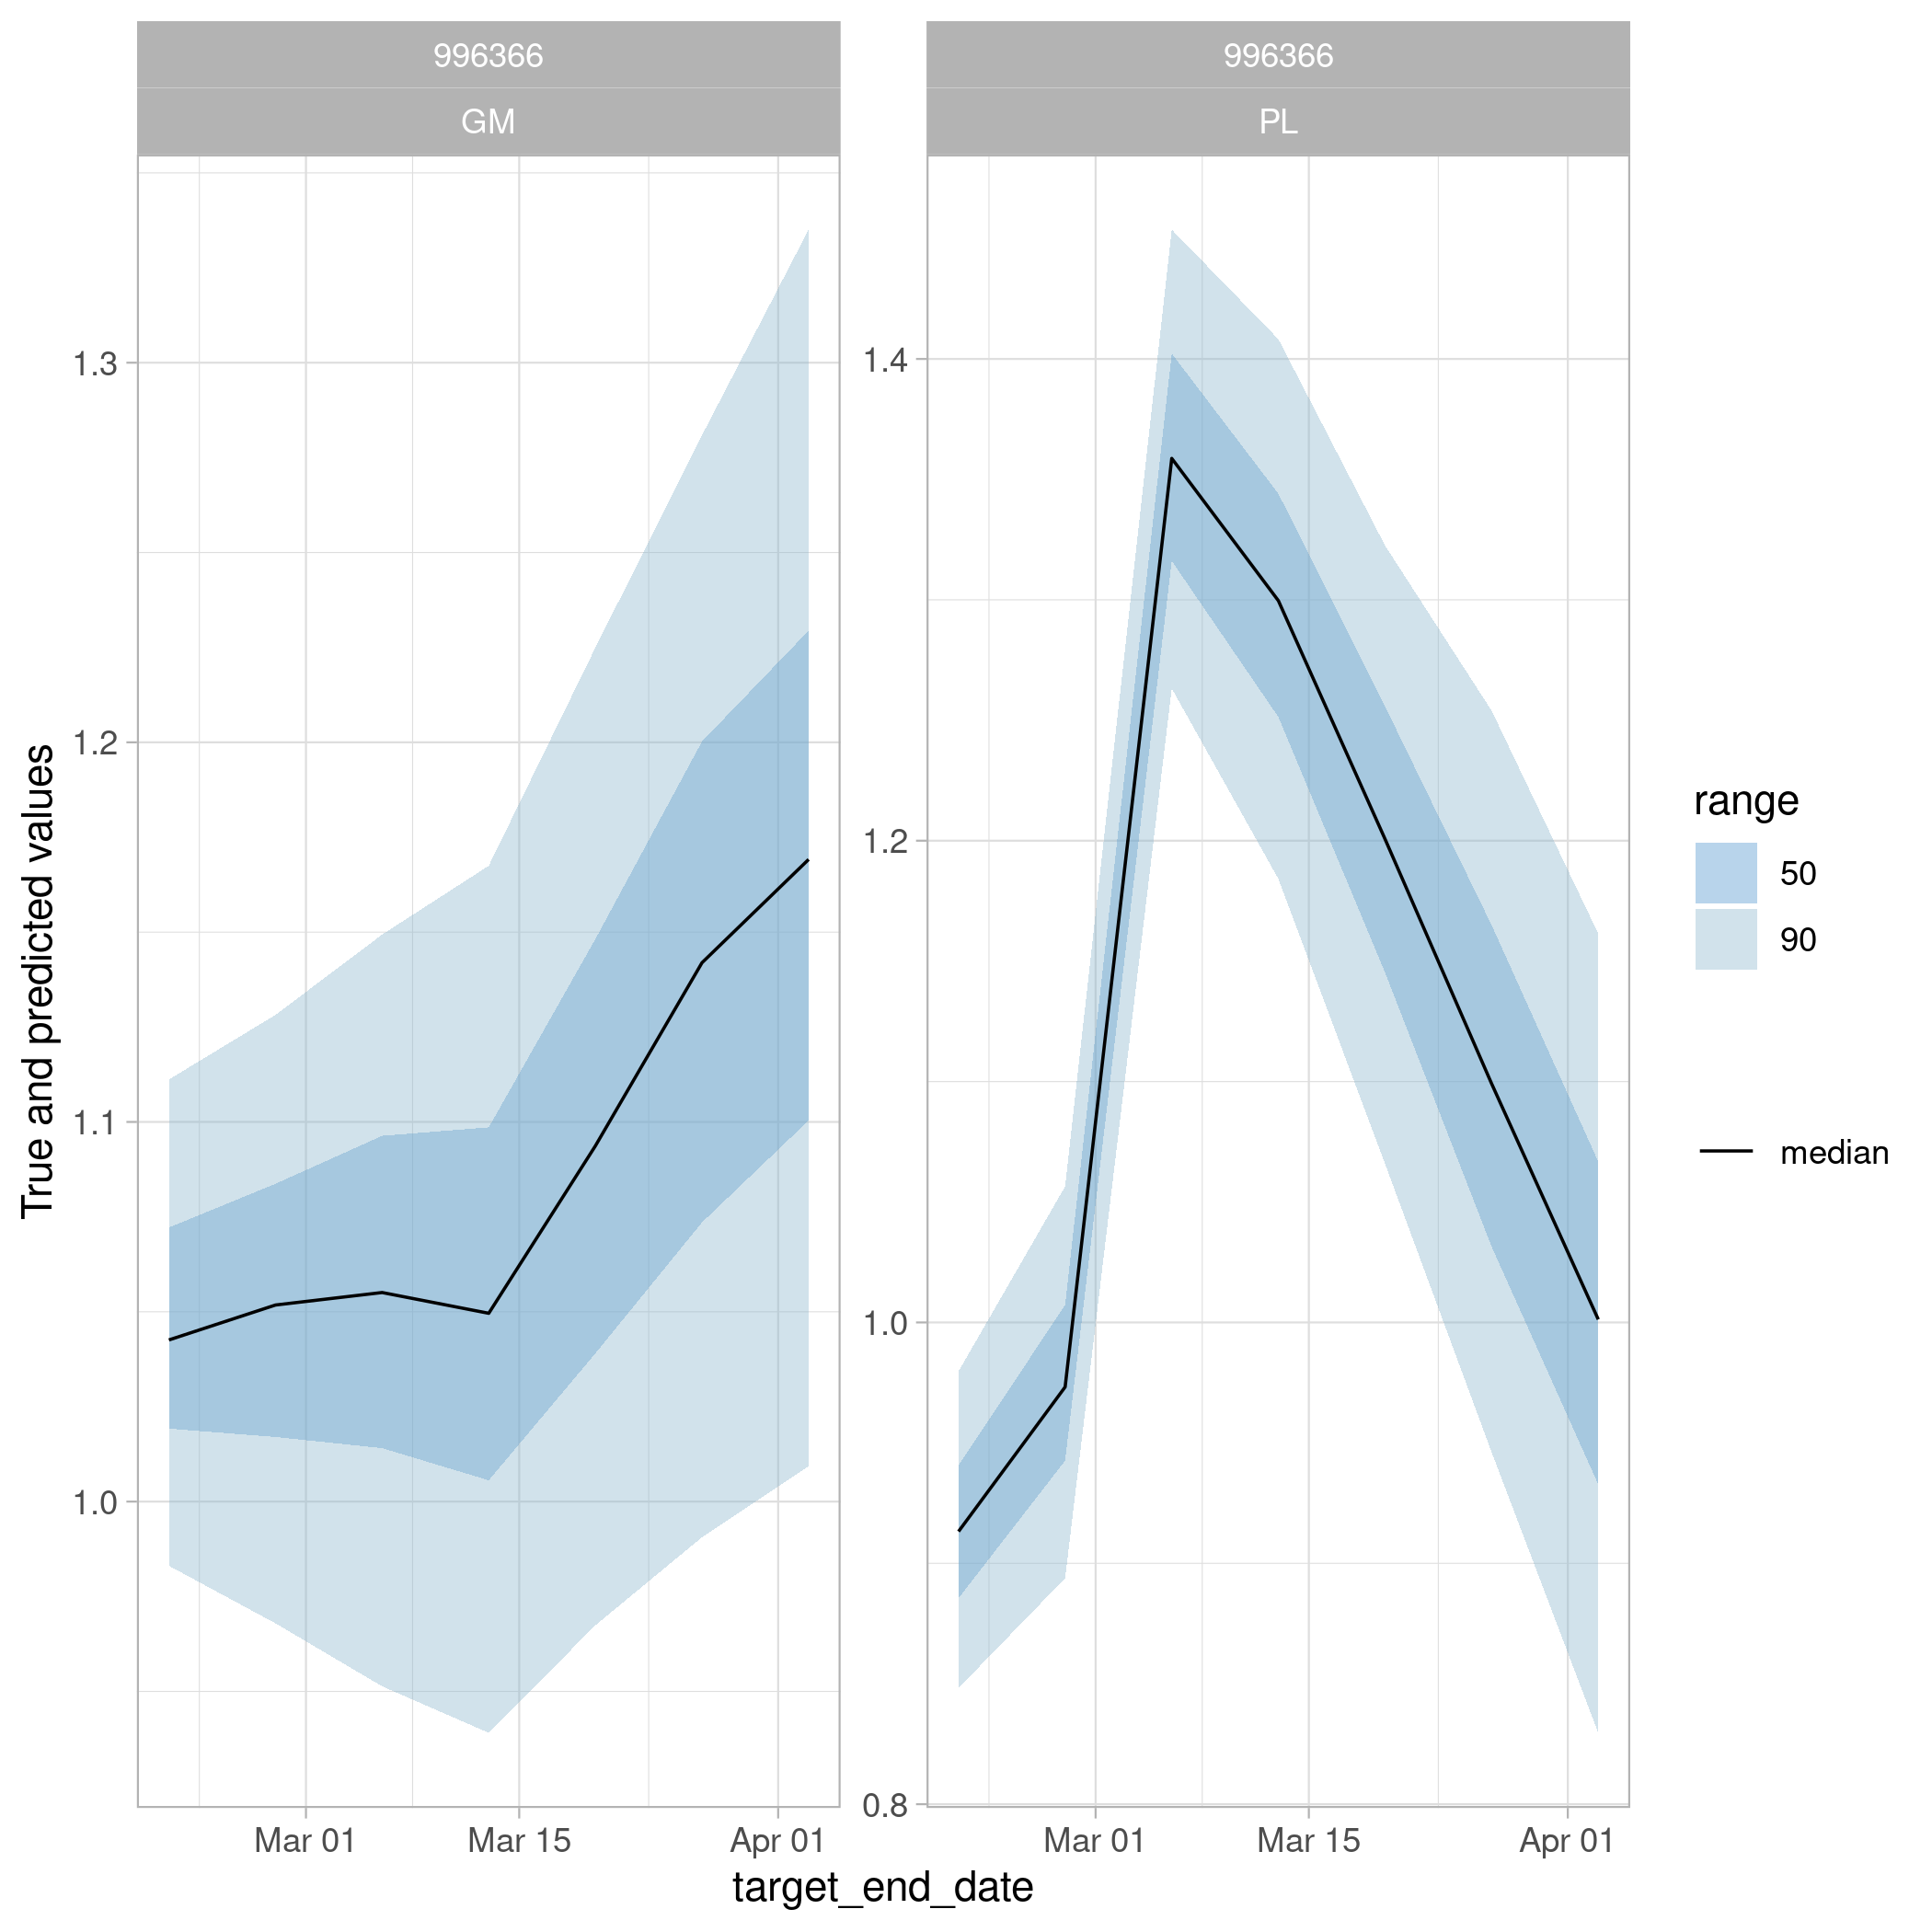 996366
GM
996366
PL
True and predicted values
1.3
1.2
1.1
1.0
1.4
1.2
1.0
0.8
Mar 01
Mar 15
Apr 01
Mar 01
Mar 15
Apr 01
target_end_date
range
50
90
median